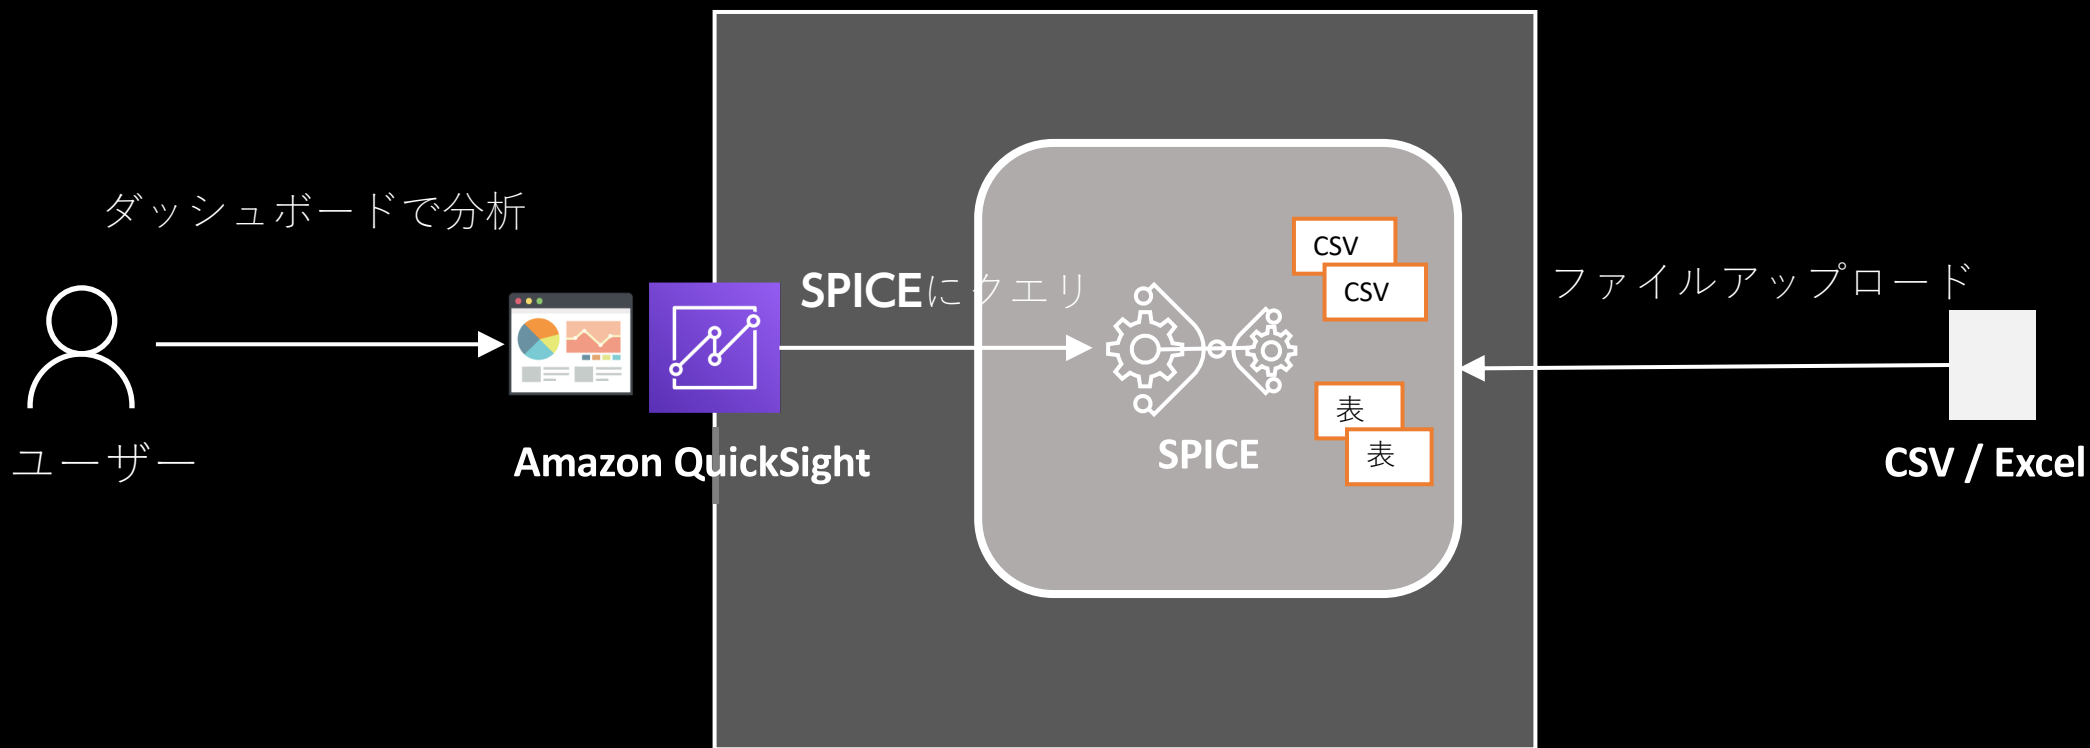 ダッシュボードで分析
ユーザー
Amazon QuickSight
SPICEにクエリ
SPICE
CSV
CSV
表
表
ファイルアップロード
CSV / Excel